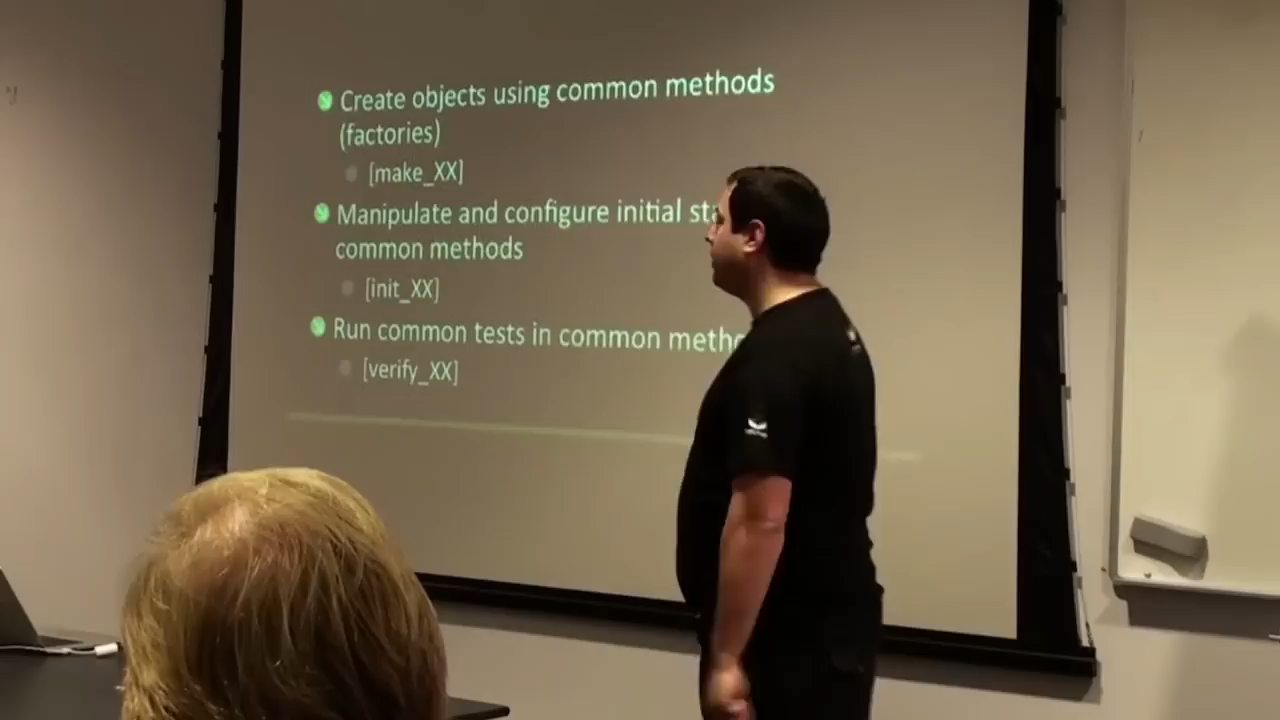 Create objects using common methods
(factories)
[make_XX]
Manipulate and configure initial
common methods
[init_XX]
Run common tests in common
[verify_XX]